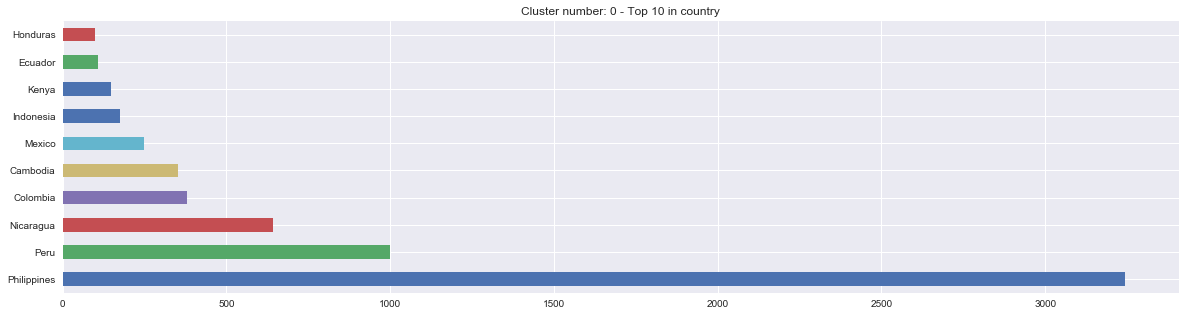 Cluster number: 0 - Top 10 in country
Honduras
Ecuador
Kenya
Indonesia
Mexico
Cambodia
Colombia
Nicaragua
Peru
Philippines
0 500 1000 1500 2000 2500 3000